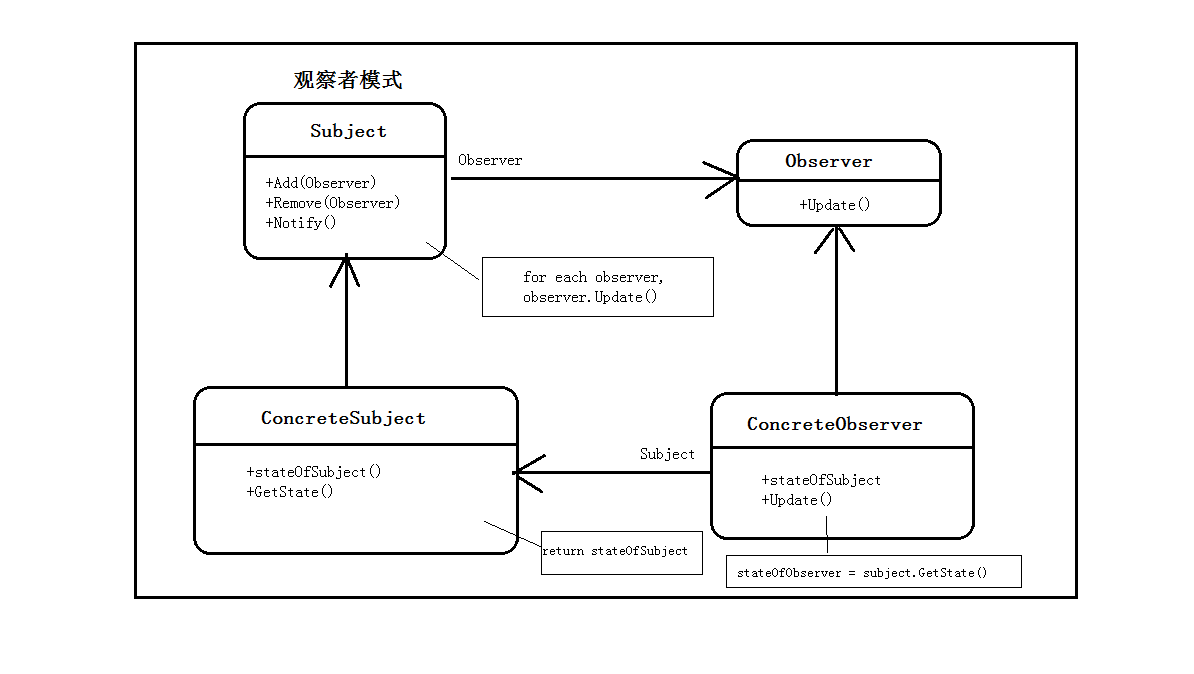 观察者模式
Subject
+Add(Observer)
+Remove(Observer)
+Notify()
Observer
Observer
+Update()
for each observer,
observer.Update()
ConcreteSubject
+stateOfSubject()
+GetState()
return stateOfSubject
Subject
ConcreteObserver
+stateOfSubject
+Update()
stateOfObserver = subject.GetState()